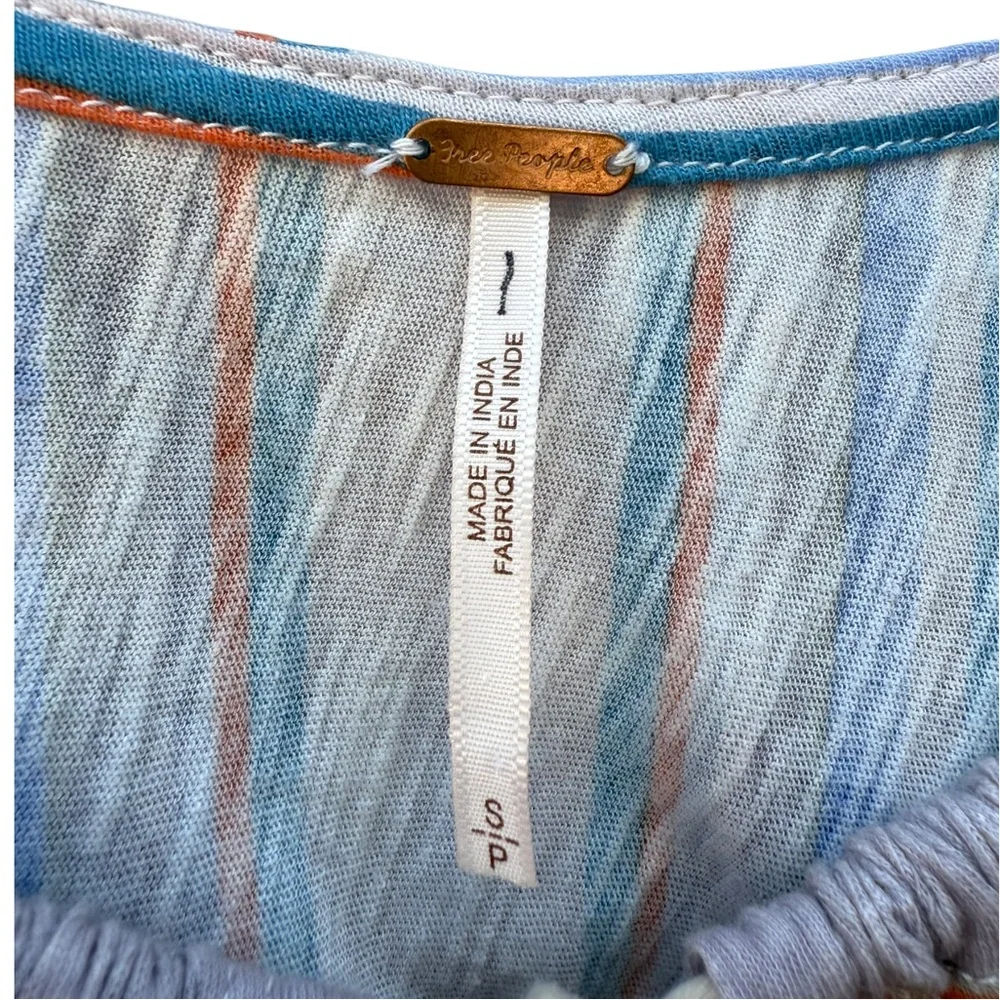 Free People
MADE IN INDIA
FABRIQUÉ EN INDE
S/P